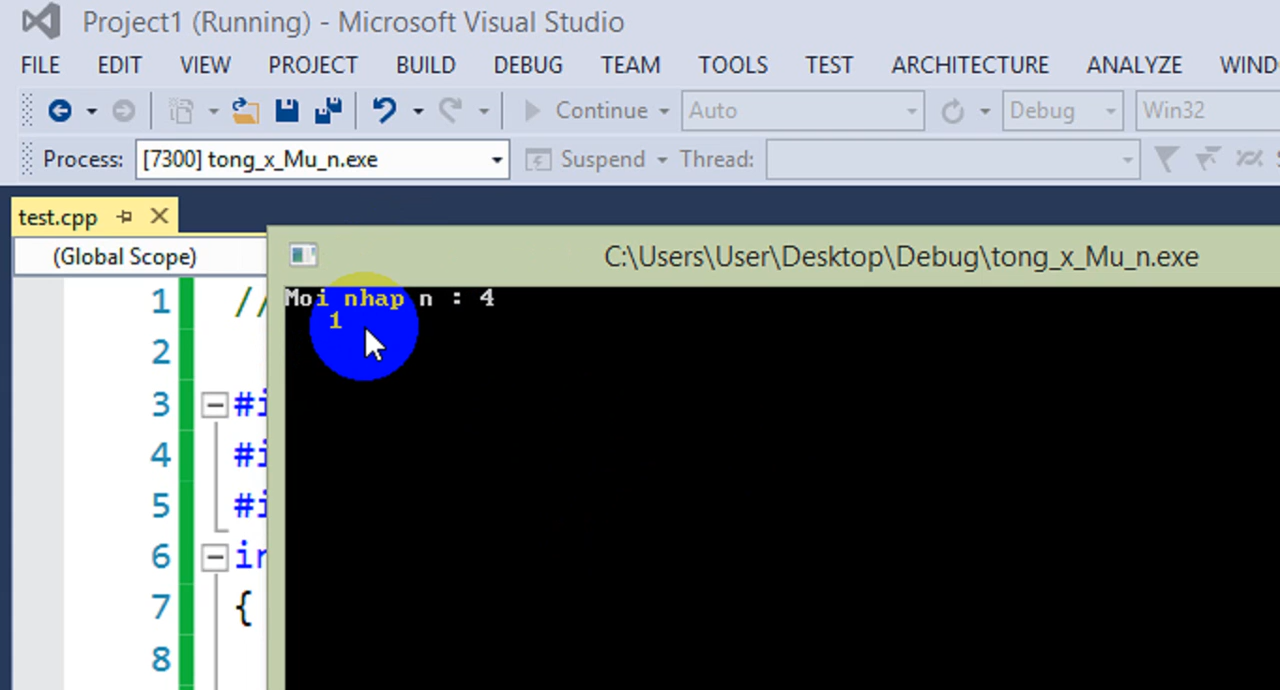 Project1 (Running) - Microsoft Visual Studio
FILE EDIT VIEW PROJECT BUILD DEBUG TEAM TOOLS TEST ARCHITECTURE ANALYZE WIND
Continue Auto Debug Win32
Process: [7300] tong_x_Mu_n.exe Suspend Thread:
test.cpp
(Global Scope)
C:\Users\User\Desktop\Debug\tong_x_Mu_n.exe
Moi nhap n : 4
1
1 //
2
3 #i
4 #i
5 #i
6 in
7 {
8